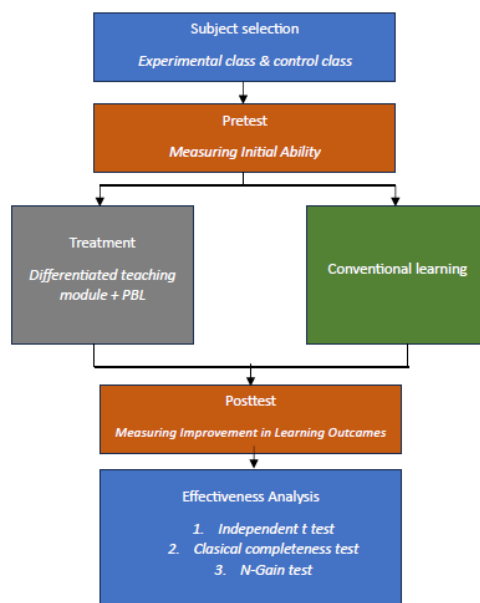 Subject selection
Experimental class & control class
Pretest
Measuring Initial Ability
Treatment
Differentiated teaching
module + PBL
Conventional learning
Posttest
Measuring Improvement in Learning Outcomes
Effectiveness Analysis
1. Independent t test
2. Clasical completeness test
3. N-Gain test